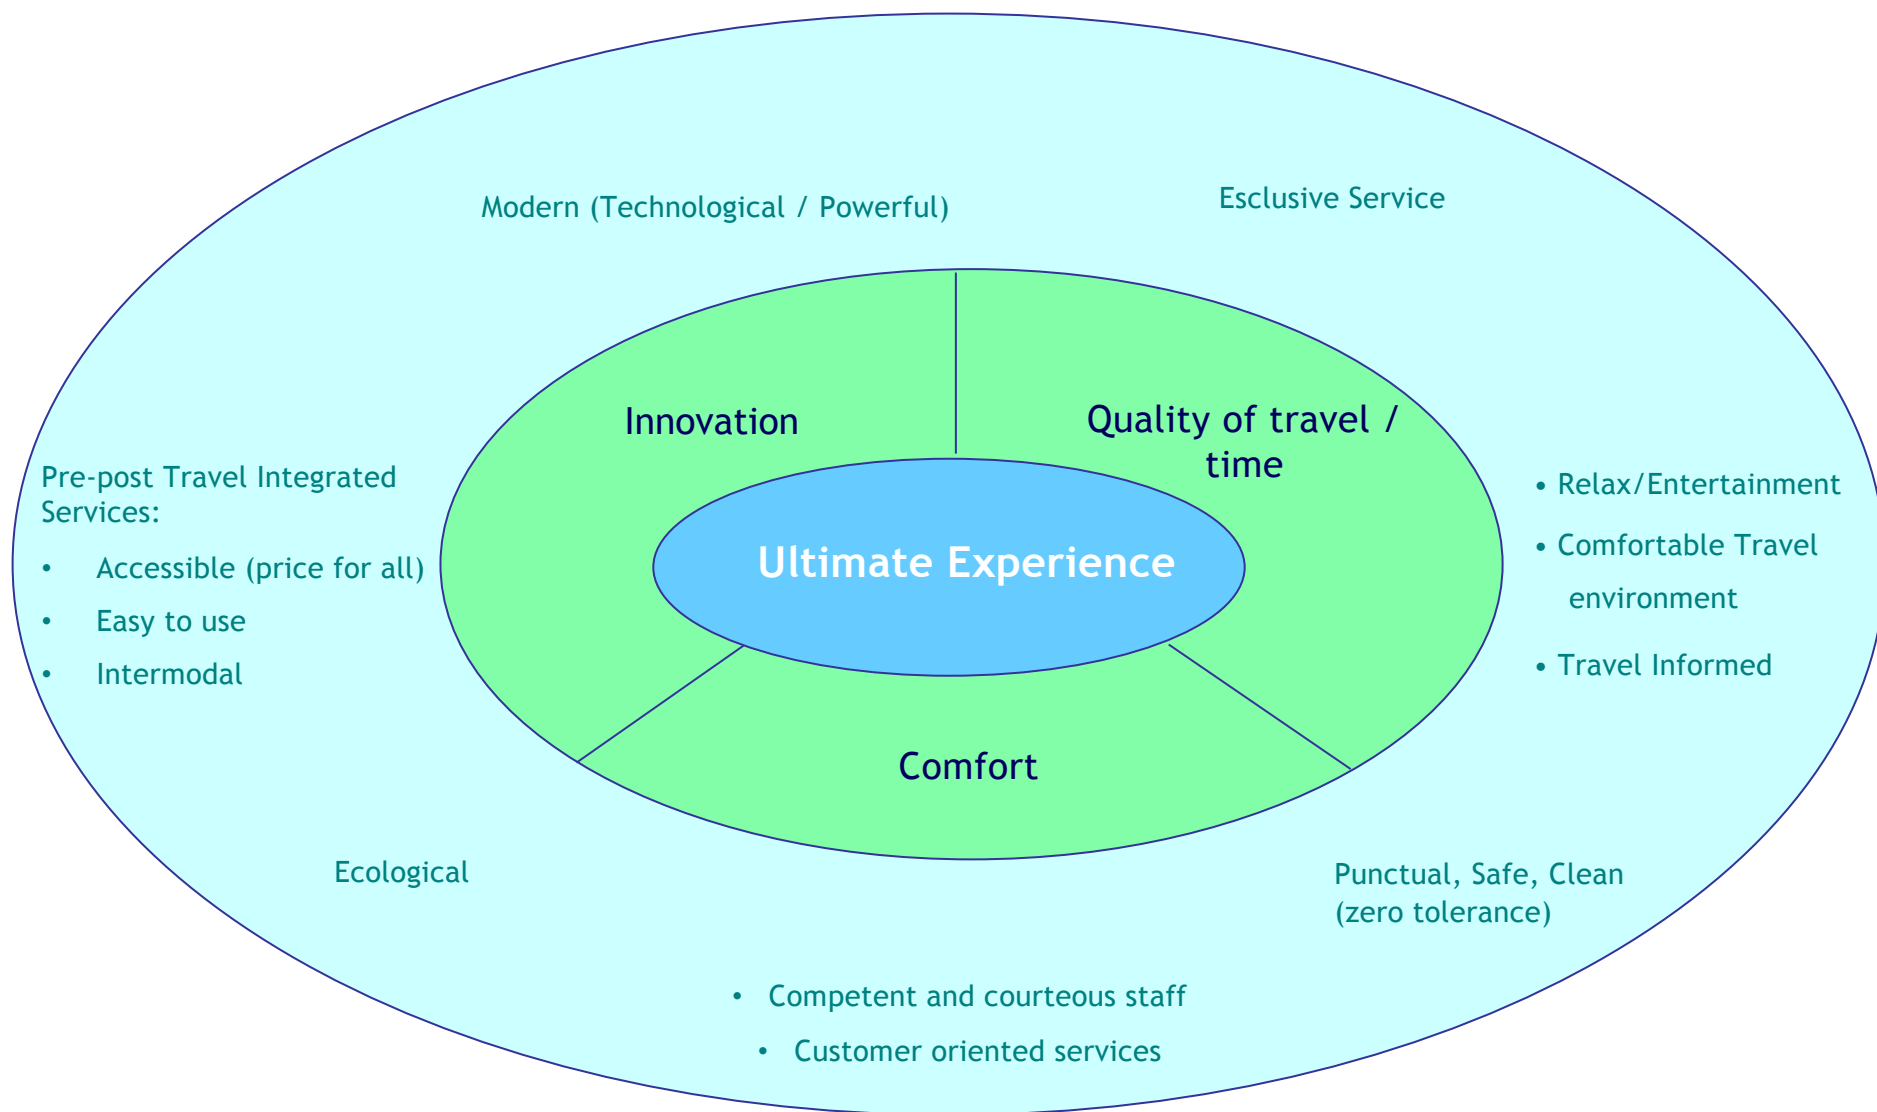 Modern (Technological / Powerful)
Esclusive Service
Innovation
Quality of travel /
time
Pre-post Travel Integrated
Services:
• Accessible (price for all)
• Easy to use
• Intermodal
Ultimate Experience
• Relax/Entertainment
• Comfortable Travel
environment
• Travel Informed
Comfort
Ecological
Punctual, Safe, Clean
(zero tolerance)
• Competent and courteous staff
• Customer oriented services